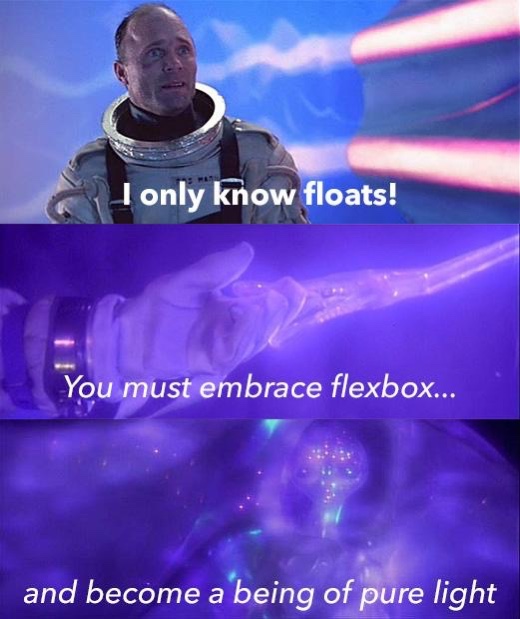 I only know floats!
You must embrace flexbox...
and become a being of pure light